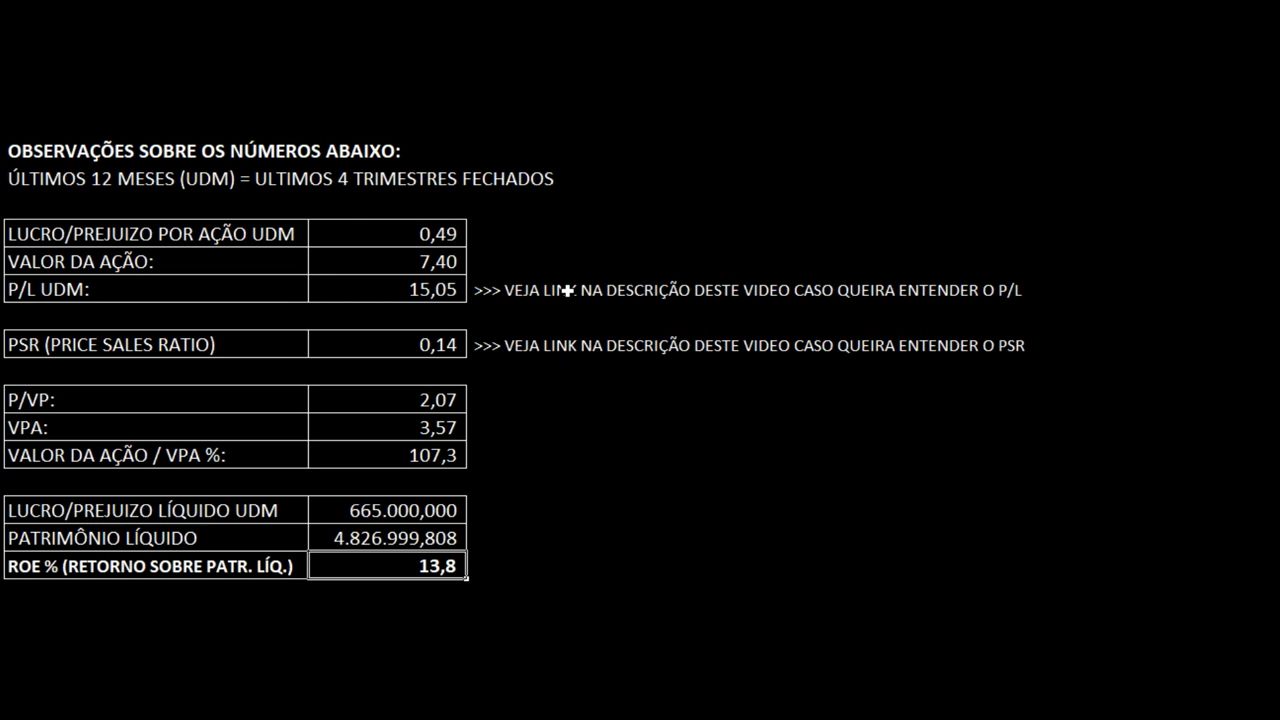 OBSERVAÇÕES SOBRE OS NÚMEROS ABAIXO:
ÚLTIMOS 12 MESES (UDM) = ULTIMOS 4 TRIMESTRES FECHADOS
LUCRO/PREJUIZO POR AÇÃO UDM 0,49
VALOR DA AÇÃO: 7,40
P/L UDM: 15,05 >>> VEJA LINK NA DESCRIÇÃO DESTE VIDEO CASO QUEIRA ENTENDER O P/L
PSR (PRICE SALES RATIO) 0,14 >>> VEJA LINK NA DESCRIÇÃO DESTE VIDEO CASO QUEIRA ENTENDER O PSR
P/VP: 2,07
VPA: 3,57
VALOR DA AÇÃO / VPA %: 107,3
LUCRO/PREJUIZO LÍQUIDO UDM 665.000,000
PATRIMÔNIO LÍQUIDO 4.826.999,808
ROE % (RETORNO SOBRE PATR. LÍQ.) 13,8